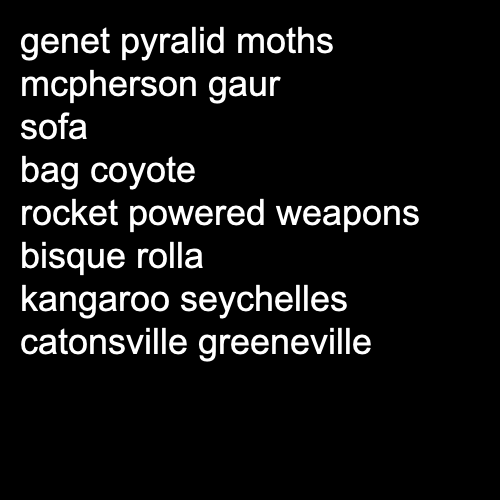 genet pyralid moths
mcpherson gaur
sofa
bag coyote
rocket powered weapons
bisque rolla
kangaroo seychelles
catonsville greeneville